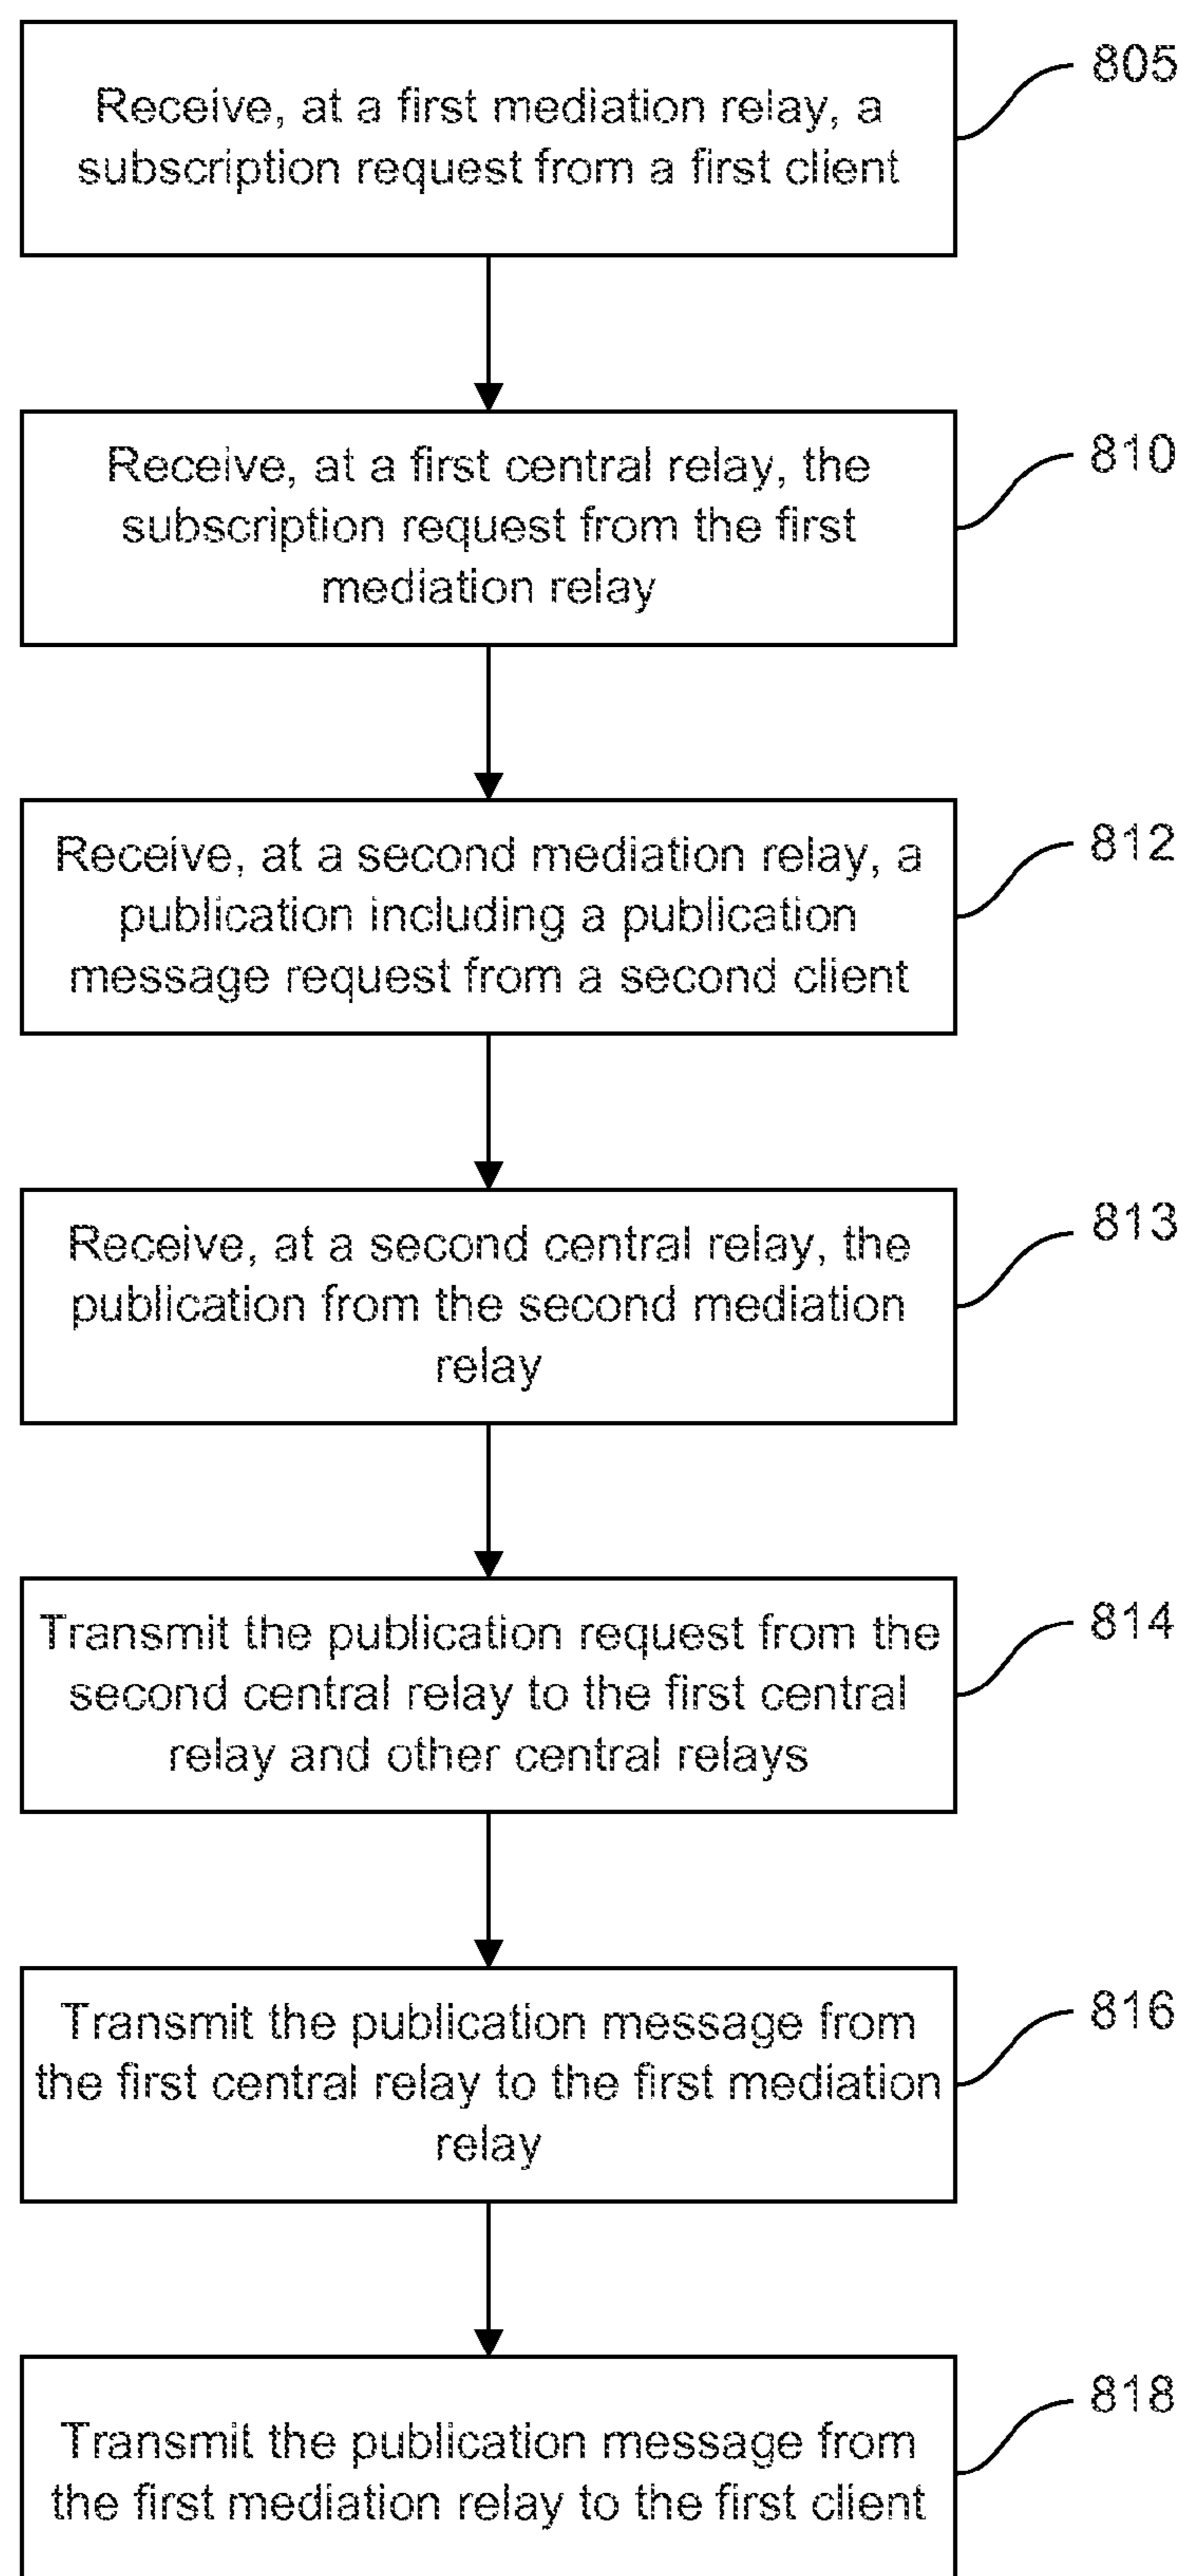 Receive, at a first mediation relay, a
subscription request from a first client
805
Receive, at a first central relay, the
subscription request from the first
mediation relay
810
Receive, at a second mediation relay, a
publication including a publication
message request from a second client
812
Receive, at a second central relay, the
publication from the second mediation
relay
813
Transmit the publication request from the
second central relay to the first central
relay and other central relays
814
Transmit the publication message from
the first central relay to the first mediation
relay
816
Transmit the publication message from
the first mediation relay to the first client
818